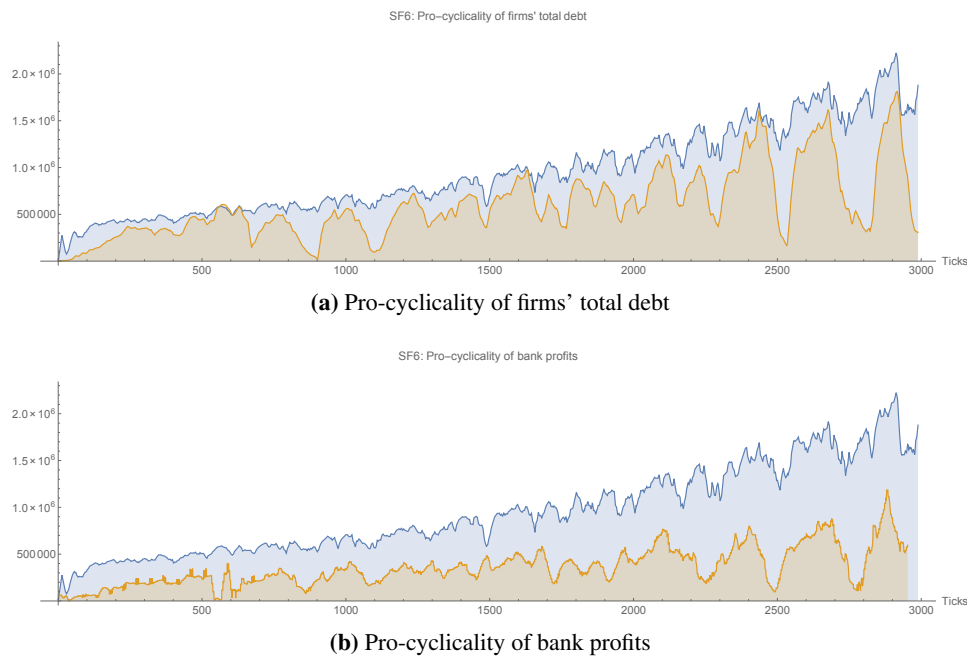 SF6: Pro-cyclicality of firms' total debt
2.0×10⁶
1.5×10⁶
1.0×10⁶
500000
500 1000 1500 2000 2500 3000 Ticks
(a) Pro-cyclicality of firms’ total debt
SF6: Pro-cyclicality of bank profits
2.0×10⁶
1.5×10⁶
1.0×10⁶
500000
500 1000 1500 2000 2500 3000 Ticks
(b) Pro-cyclicality of bank profits